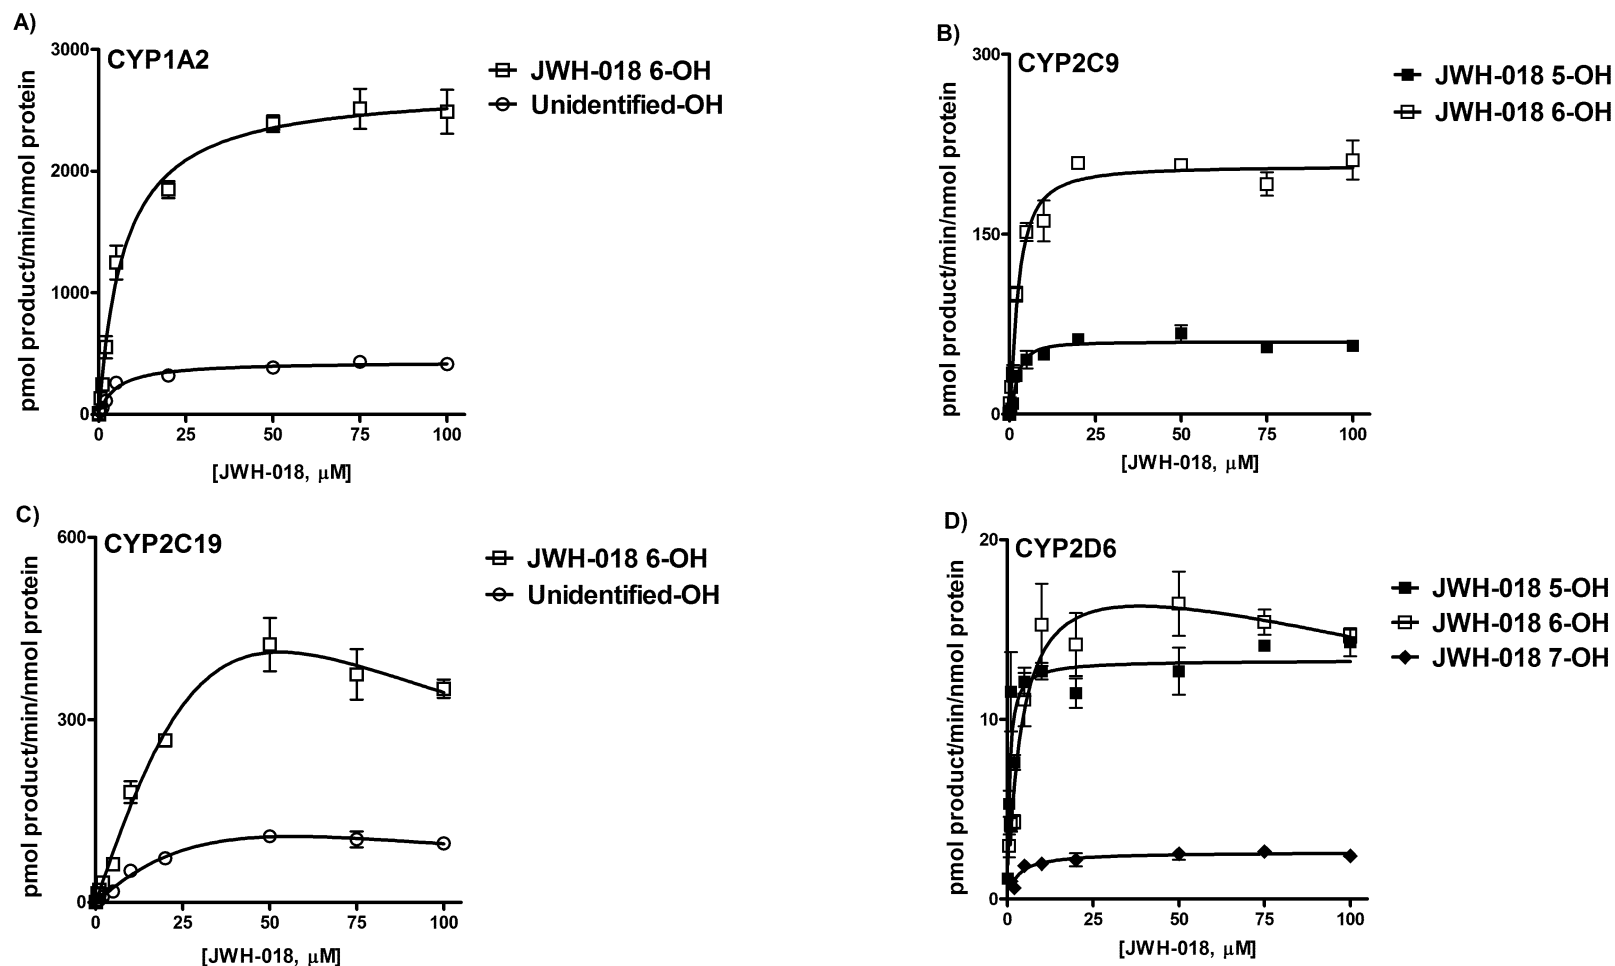 A)
CYP1A2
pmol product/min/nmol protein
3000
2000
1000
0
0 25 50 75 100
[JWH-018, μM]
JWH-018 6-OH
Unidentified-OH
B)
CYP2C9
pmol product/min/nmol protein
300
150
0
0 25 50 75 100
[JWH-018, μM]
JWH-018 5-OH
JWH-018 6-OH
C)
CYP2C19
pmol product/min/nmol protein
600
300
0
0 25 50 75 100
[JWH-018, μM]
JWH-018 6-OH
Unidentified-OH
D)
CYP2D6
pmol product/min/nmol protein
20
10
0
0 25 50 75 100
[JWH-018, μM]
JWH-018 5-OH
JWH-018 6-OH
JWH-018 7-OH